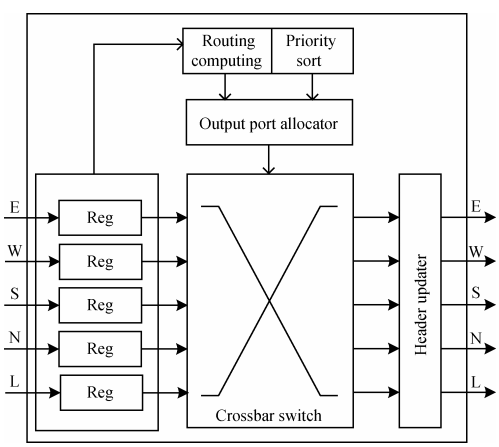 Routing computing
Priority sort
Output port allocator
E
Reg
E
W
Reg
W
S
Reg
S
N
Reg
N
L
Reg
L
Header updater
Crossbar switch